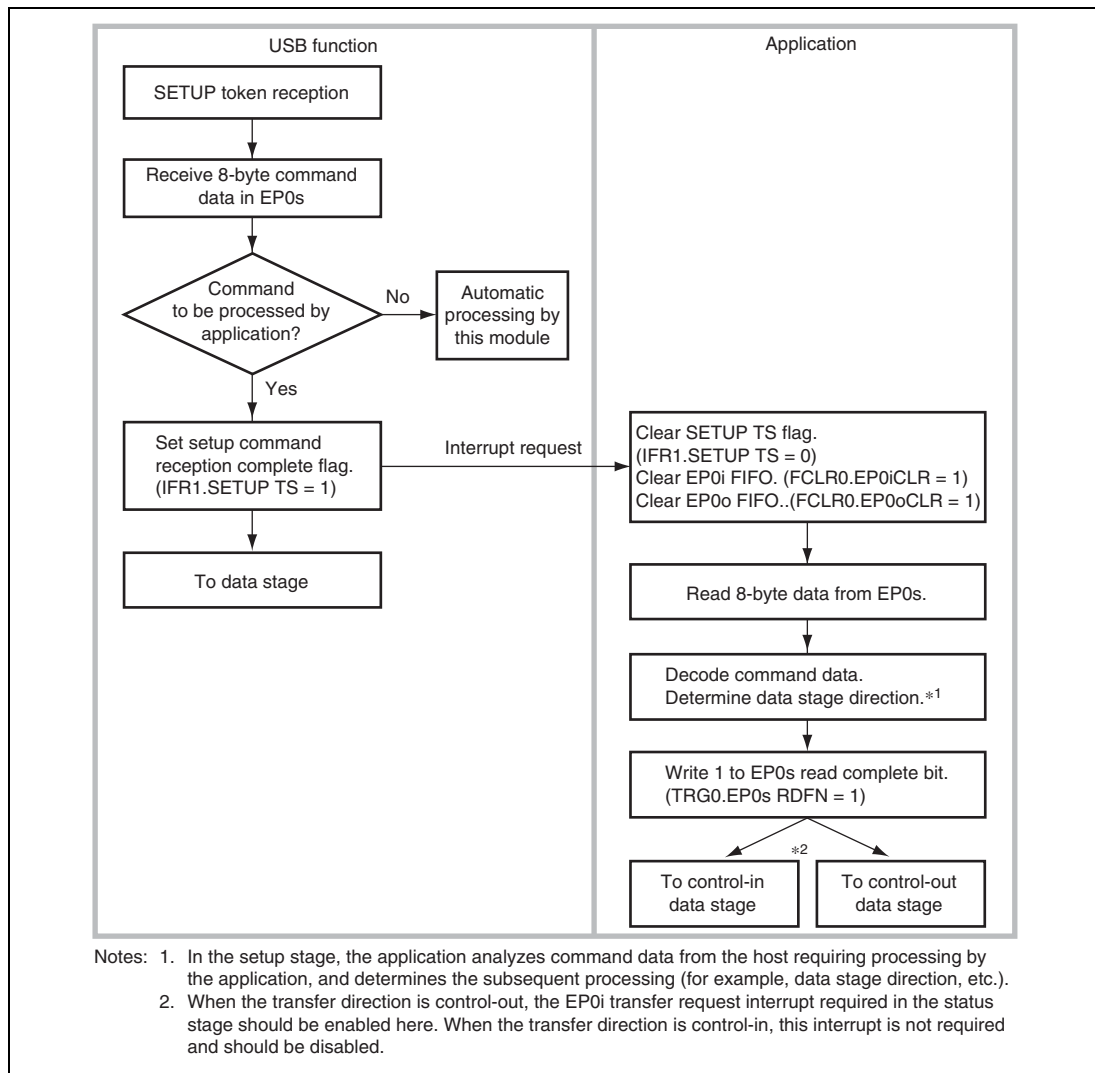 USB function
Application
SETUP token reception
Receive 8-byte command
data in EP0s
Command
to be processed by
application?
No
Automatic
processing by
this module
Yes
Set setup command
reception complete flag.
(IFR1.SETUP TS = 1)
Interrupt request
Clear SETUP TS flag.
(IFR1.SETUP TS = 0)
Clear EP0i FIFO. (FCLR0.EP0iCLR = 1)
Clear EP0o FIFO..(FCLR0.EP0oCLR = 1)
To data stage
Read 8-byte data from EP0s.
Decode command data.
Determine data stage direction.*1
Write 1 to EP0s read complete bit.
(TRG0.EP0s RDFN = 1)
*2
To control-in
data stage
To control-out
data stage
Notes: 1. In the setup stage, the application analyzes command data from the host requiring processing by
the application, and determines the subsequent processing (for example, data stage direction, etc.).
2. When the transfer direction is control-out, the EP0i transfer request interrupt required in the status
stage should be enabled here. When the transfer direction is control-in, this interrupt is not required
and should be disabled.